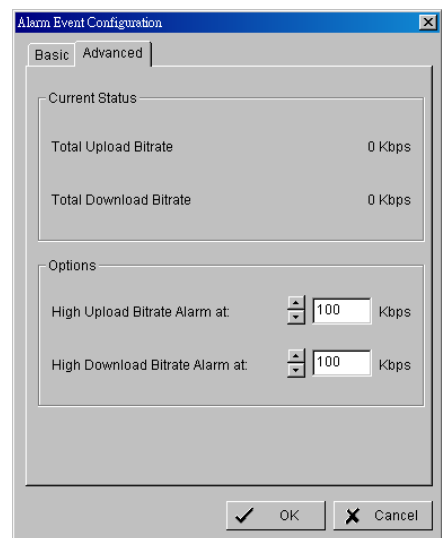 Alarm Event Configuration
Basic Advanced
Current Status
Total Upload Bitrate 0 Kbps
Total Download Bitrate 0 Kbps
Options
High Upload Bitrate Alarm at: 100 Kbps
High Download Bitrate Alarm at: 100 Kbps
OK Cancel